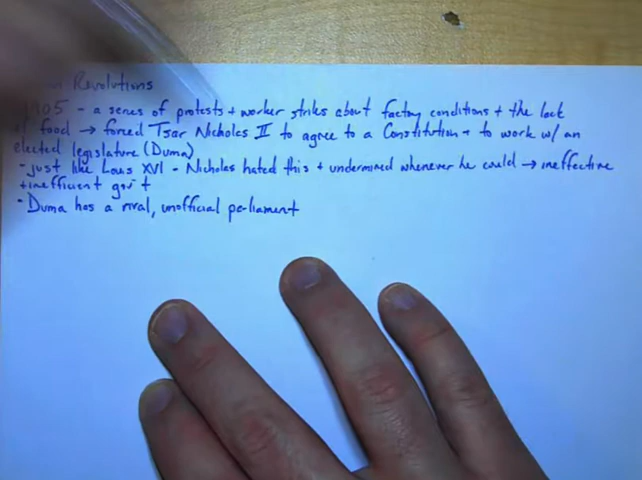 Revolutions
1905 - a series of protests + worker strikes about factory conditions + the lack
of food → forced Tsar Nicholas II to agree to a Constitution + to work w/ an
elected legislature (Duma)
- just like Louis XVI - Nicholas hated this + undermined whenever he could → ineffective
+ inefficient gov't
- Duma has a rival, unofficial parliament